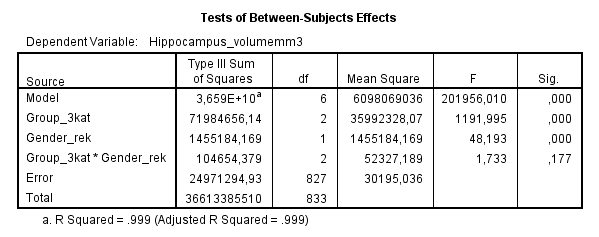 Tests of Between-Subjects Effects
Dependent Variable: Hippocampus_volumemm3
Source Type III Sum of Squares df Mean Square F Sig.
Model 3,659E+10a 6 6098069036 201956,010 ,000
Group_3kat 71984656,14 2 35992328,07 1191,995 ,000
Gender_rek 1455184,169 1 1455184,169 48,193 ,000
Group_3kat * Gender_rek 104654,379 2 52327,189 1,733 ,177
Error 24971294,93 827 30195,036
Total 36613385510 833
a. R Squared = .999 (Adjusted R Squared = .999)